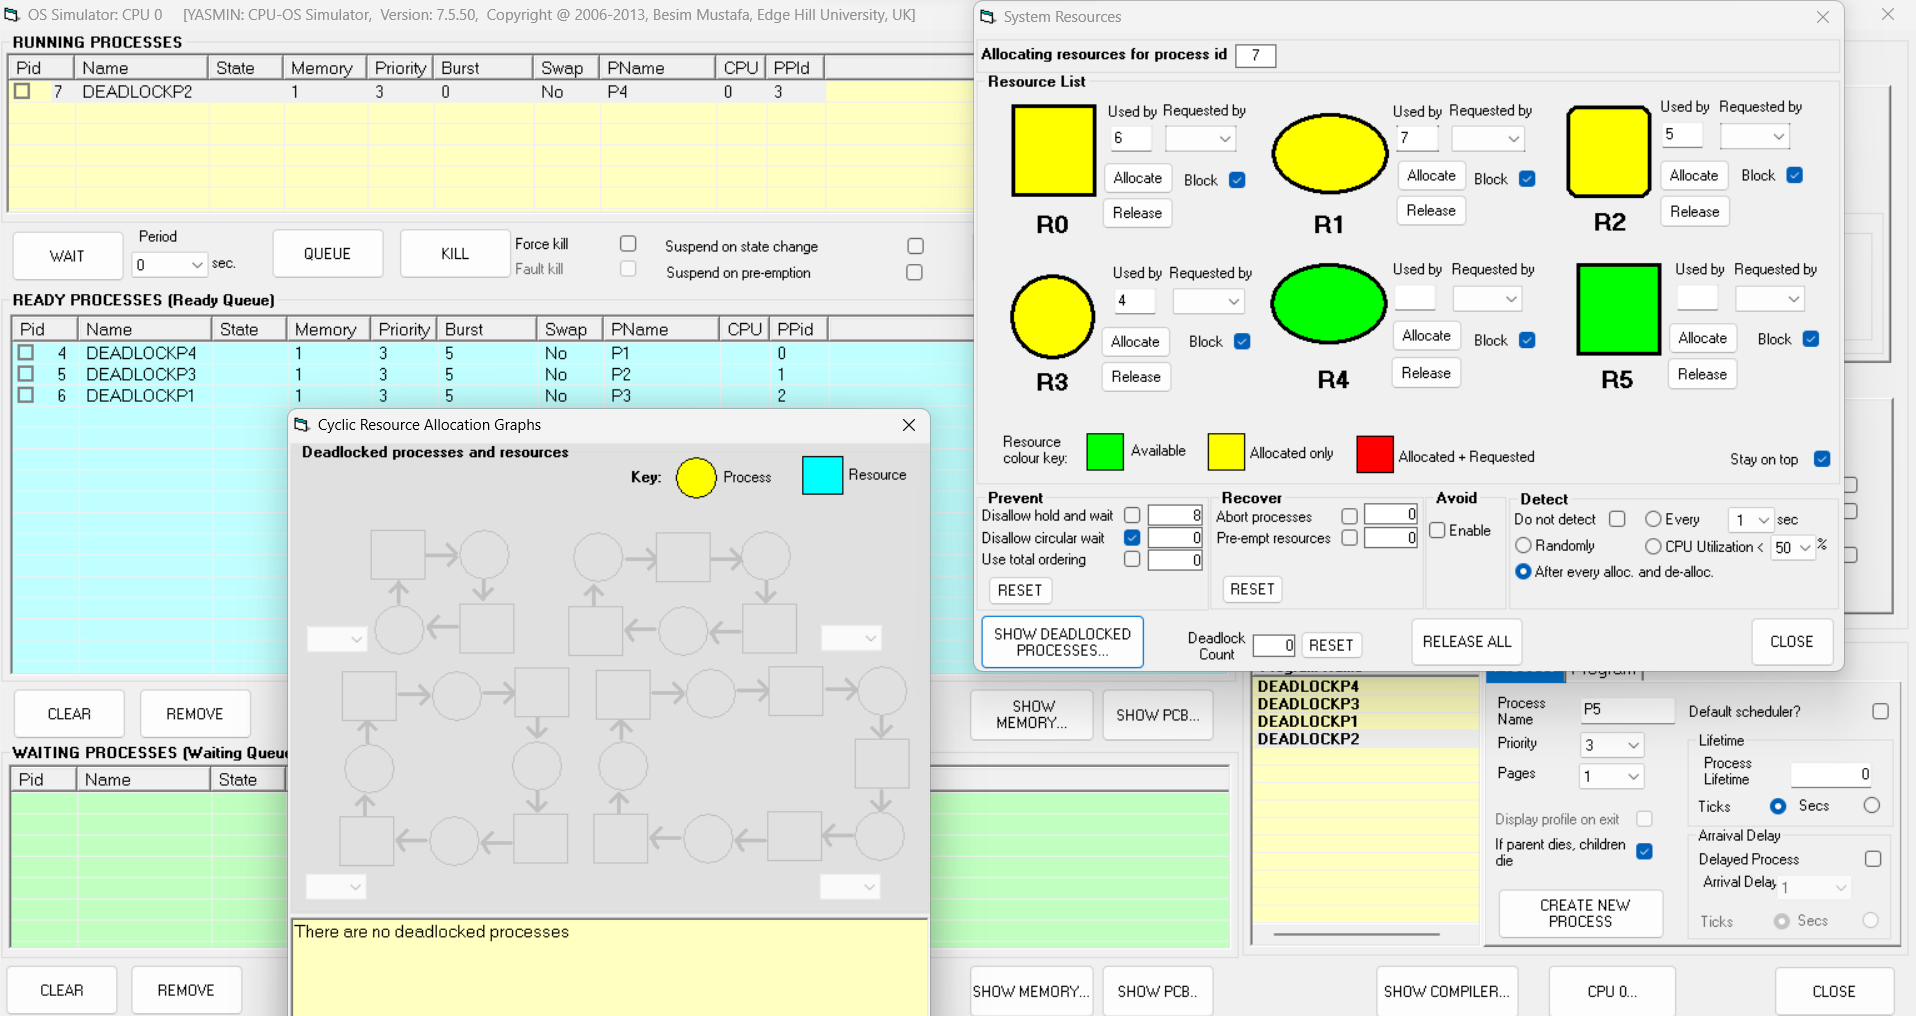 OS Simulator: CPU 0 [YASMIN: CPU-OS Simulator, Version: 7.5.50, Copyright @ 2006-2013, Besim Mustafa, Edge Hill University, UK]
RUNNING PROCESSES
Pid Name State Memory Priority Burst Swap PName CPU PPId
7 DEADLOCKP2 1 3 0 No P4 0 3
WAIT
Period
0 sec.
QUEUE
KILL
Force kill
Fault kill
Suspend on state change
Suspend on pre-emption
READY PROCESSES (Ready Queue)
Pid Name State Memory Priority Burst Swap PName CPU PPid
4 DEADLOCKP4 1 3 5 No P1 0
5 DEADLOCKP3 1 3 5 No P2 1
6 DEADLOCKP1 1 3 5 No P3 2
CLEAR
REMOVE
SHOW MEMORY...
SHOW PCB...
WAITING PROCESSES (Waiting Queue
Pid Name State
CLEAR
REMOVE
SHOW MEMORY...
SHOW PCB..
Cyclic Resource Allocation Graphs
Deadlocked processes and resources
Key: Process Resource
There are no deadlocked processes
System Resources
Allocating resources for process id 7
Resource List
Used by Requested by
6
Allocate
Block
Release
R0
Used by Requested by
7
Allocate
Block
Release
R1
Used by Requested by
5
Allocate
Block
Release
R2
Used by Requested by
4
Allocate
Block
Release
R3
Used by Requested by
Allocate
Block
Release
R4
Used by Requested by
Allocate
Block
Release
R5
Resource colour key:
Available
Allocated only
Allocated + Requested
Stay on top
Prevent
Disallow hold and wait 8
Disallow circular wait 0
Use total ordering 0
RESET
Recover
Abort processes 0
Pre-empt resources 0
RESET
Avoid
Enable
Detect
Do not detect
Every 1 sec
Randomly
CPU Utilization < 50 %
After every alloc. and de-alloc.
SHOW DEADLOCKED
PROCESSES...
Deadlock
Count
0
RESET
RELEASE ALL
CLOSE
DEADLOCKP4
DEADLOCKP3
DEADLOCKP1
DEADLOCKP2
Program
Process
Name
P5
Default scheduler?
Priority 3
Pages 1
Lifetime
Process
Lifetime
0
Ticks Secs
Display profile on exit
If parent dies, children
die
Arraival Delay
Delayed Process
Arrival Delay 1
Ticks Secs
CREATE NEW
PROCESS
SHOW COMPILER...
CPU 0...
CLOSE